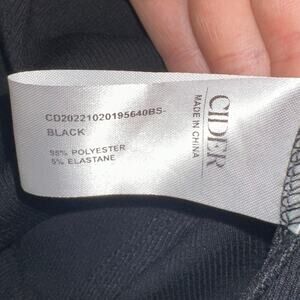 CD20221020195640BS-
BLACK
95% POLYESTER
5% ELASTANE
CIDER
MADE IN CHINA